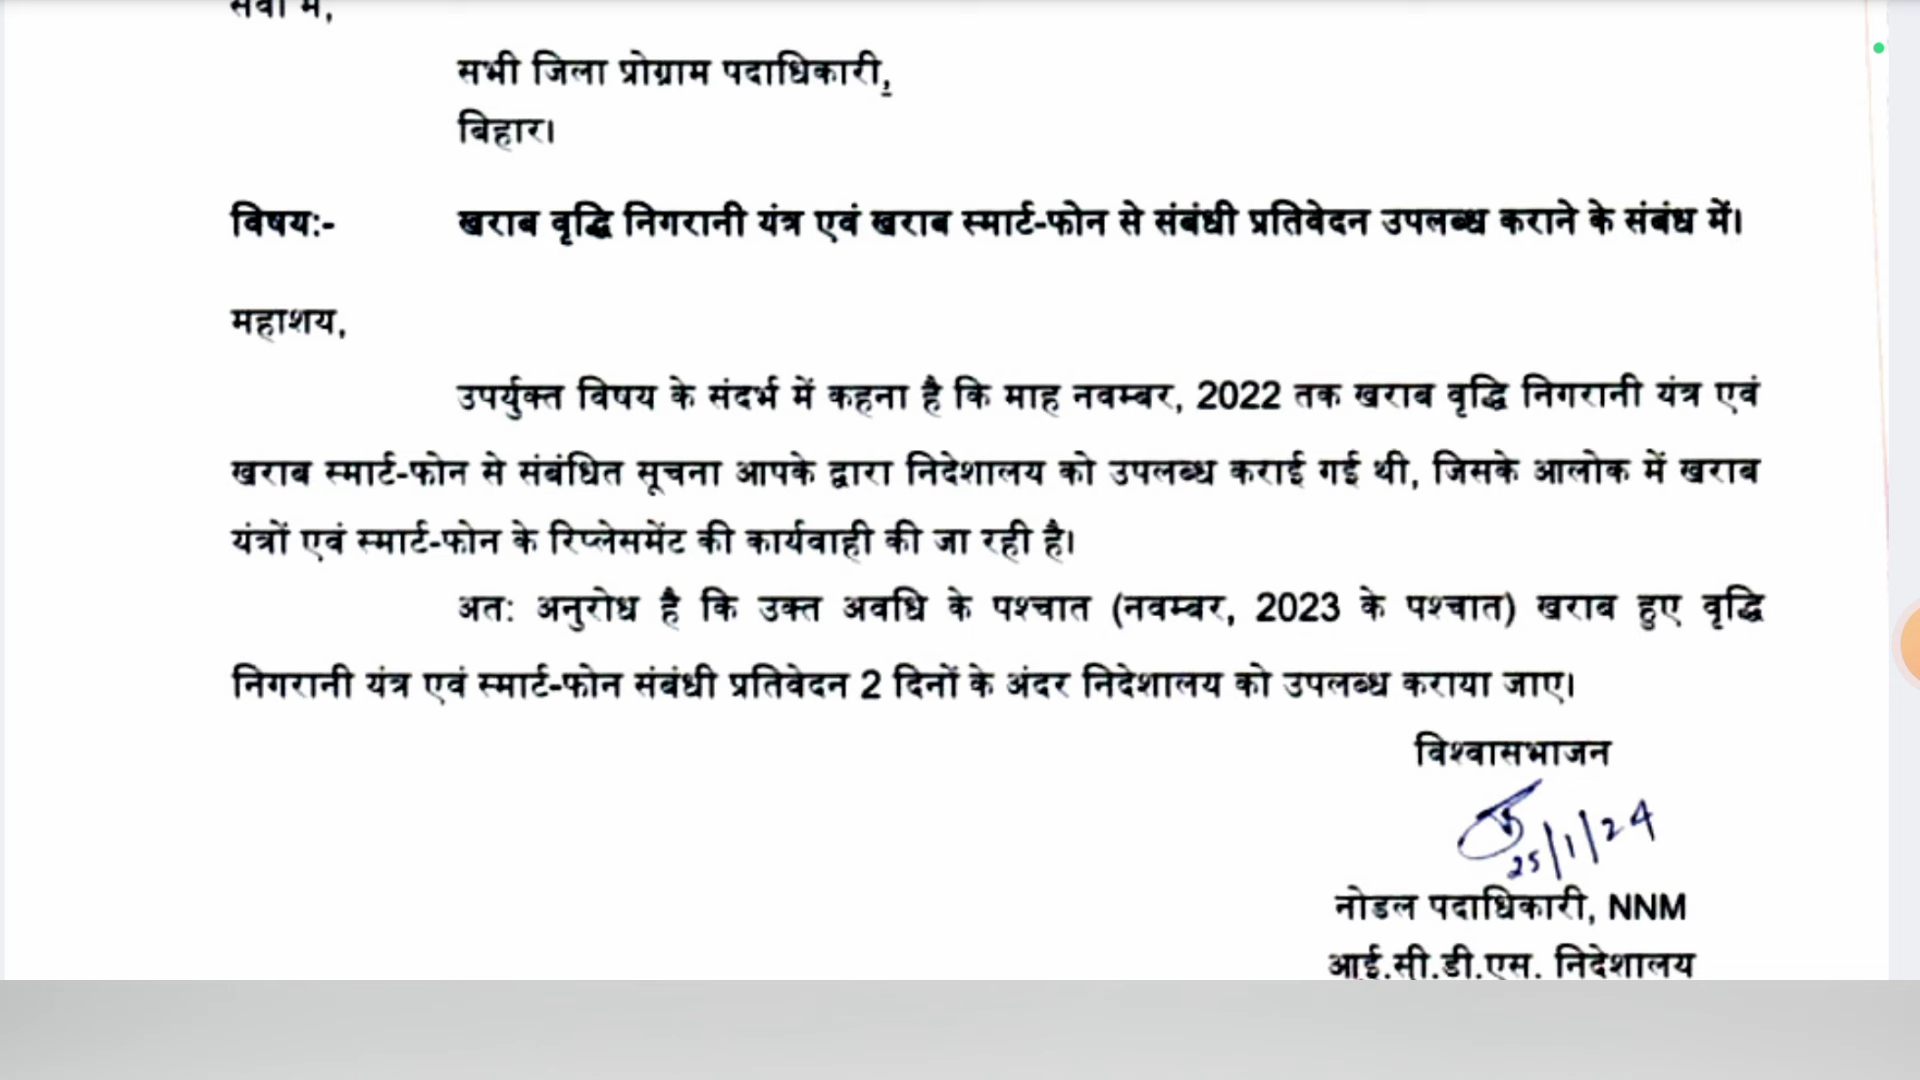 सेवा में,
सभी जिला प्रोग्राम पदाधिकारी,
बिहार।
विषय:- खराब वृद्धि निगरानी यंत्र एवं खराब स्मार्ट-फोन से संबंधी प्रतिवेदन उपलब्ध कराने के संबंध में।
महाशय,
उपर्युक्त विषय के संदर्भ में कहना है कि माह नवम्बर, 2022 तक खराब वृद्धि निगरानी यंत्र एवं
खराब स्मार्ट-फोन से संबंधित सूचना आपके द्वारा निदेशालय को उपलब्ध कराई गई थी, जिसके आलोक में खराब
यंत्रों एवं स्मार्ट-फोन के रिप्लेसमेंट की कार्यवाही की जा रही है।
अत: अनुरोध है कि उक्त अवधि के पश्चात (नवम्बर, 2023 के पश्चात) खराब हुए वृद्धि
निगरानी यंत्र एवं स्मार्ट-फोन संबंधी प्रतिवेदन 2 दिनों के अंदर निदेशालय को उपलब्ध कराया जाए।
विश्वासभाजन
25/1/24
नोडल पदाधिकारी, NNM
आई.सी.डी.एस. निदेशालय